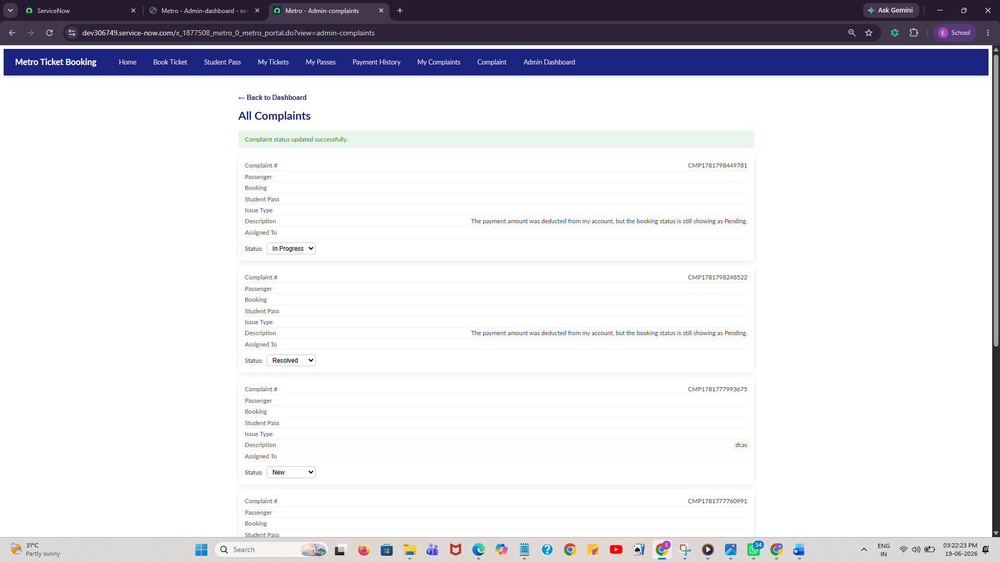 ServiceNow
Metro - Admin-dashboard - ser
Metro - Admin-complaints
Ask Gemini
dev306749.service-now.com/x_1877508_metro_0_metro_portal.do?view=admin-complaints
E School
Metro Ticket Booking Home Book Ticket Student Pass My Tickets My Passes Payment History My Complaints Complaint Admin Dashboard
← Back to Dashboard
All Complaints
Complaint status updated successfully.
Complaint # CMP1781798449781
Passenger
Booking
Student Pass
Issue Type
Description The payment amount was deducted from my account, but the booking status is still showing as Pending.
Assigned To
Status: In Progress
Complaint # CMP1781798248522
Passenger
Booking
Student Pass
Issue Type
Description The payment amount was deducted from my account, but the booking status is still showing as Pending.
Assigned To
Status: Resolved
Complaint # CMP1781777993675
Passenger
Booking
Student Pass
Issue Type
Description dcas
Assigned To
Status: New
Complaint # CMP1781777760991
Passenger
Booking
Student Pass
31°C
Partly sunny
Search
54
ENG
IN
03:22:23 PM
19-06-2026